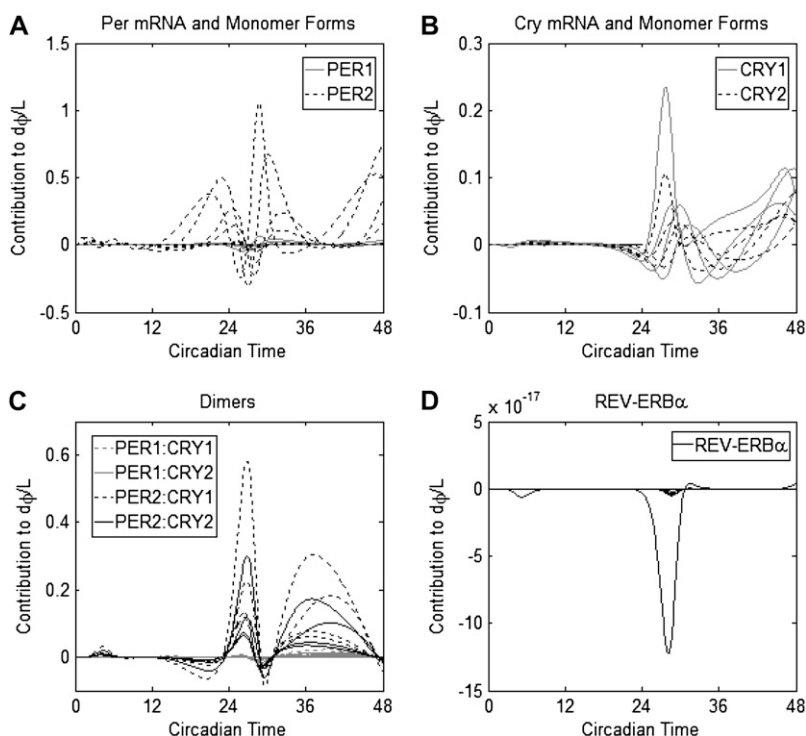 A
Per mRNA and Monomer Forms
PER1
PER2
1.5
1
0.5
0
-0.5
0 12 24 36 48
Contribution to dϕ/L
Circadian Time
B
Cry mRNA and Monomer Forms
CRY1
CRY2
0.3
0.2
0.1
0
-0.1
0 12 24 36 48
Contribution to dϕ/L
Circadian Time
C
Dimers
PER1:CRY1
PER1:CRY2
PER2:CRY1
PER2:CRY2
0.6
0.4
0.2
0
0 12 24 36 48
Contribution to dϕ/L
Circadian Time
D
REV-ERBα
x 10⁻¹⁷
REV-ERBα
5
0
-5
-10
-15
0 12 24 36 48
Contribution to dϕ/L
Circadian Time